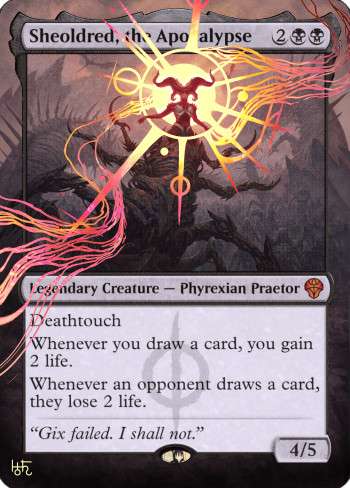 Sheoldred, the Apocalypse 2
Legendary Creature — Phyrexian Praetor
Deathtouch
Whenever you draw a card, you gain
2 life.
Whenever an opponent draws a card,
they lose 2 life.
“Gix failed. I shall not.”
4/5